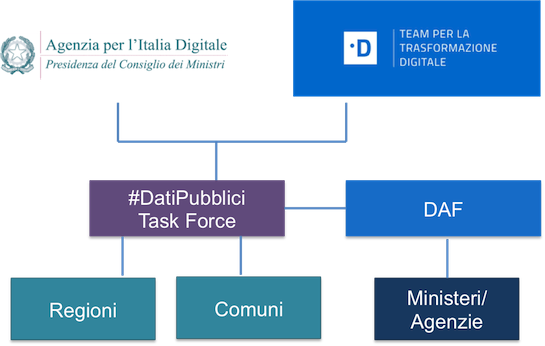 Agenzia per l'Italia Digitale
Presidenza del Consiglio dei Ministri
D
TEAM PER LA
TRASFORMAZIONE
DIGITALE
#DatiPubblici
Task Force
DAF
Regioni
Comuni
Ministeri/
Agenzie